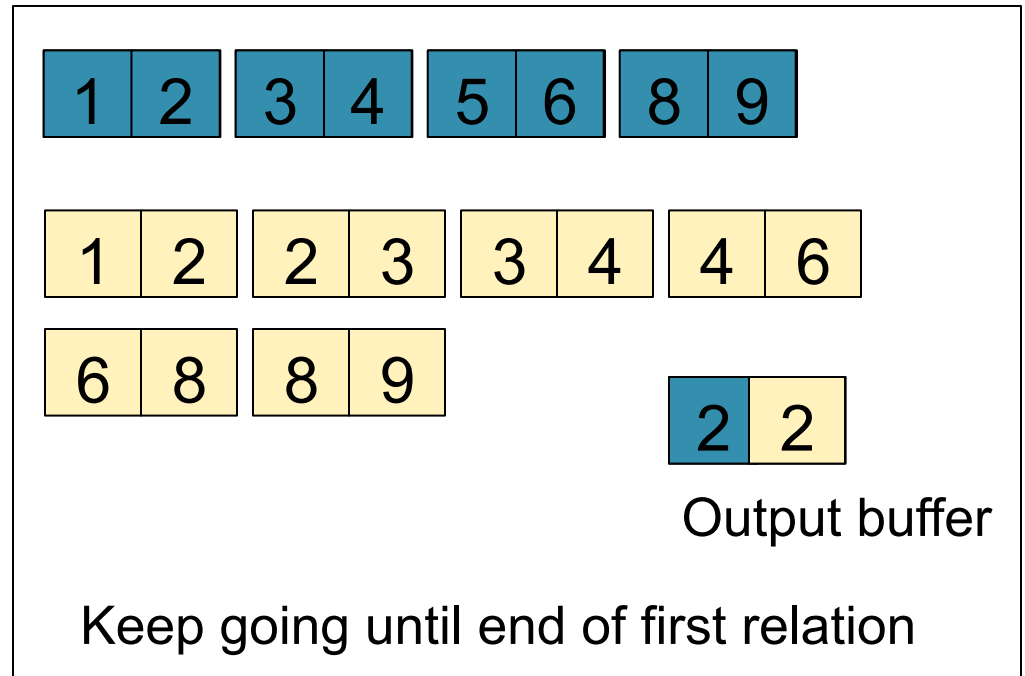 1 2 3 4 5 6 8 9
1 2 2 3 3 4 4 6
6 8 8 9
2 2
Output buffer
Keep going until end of first relation